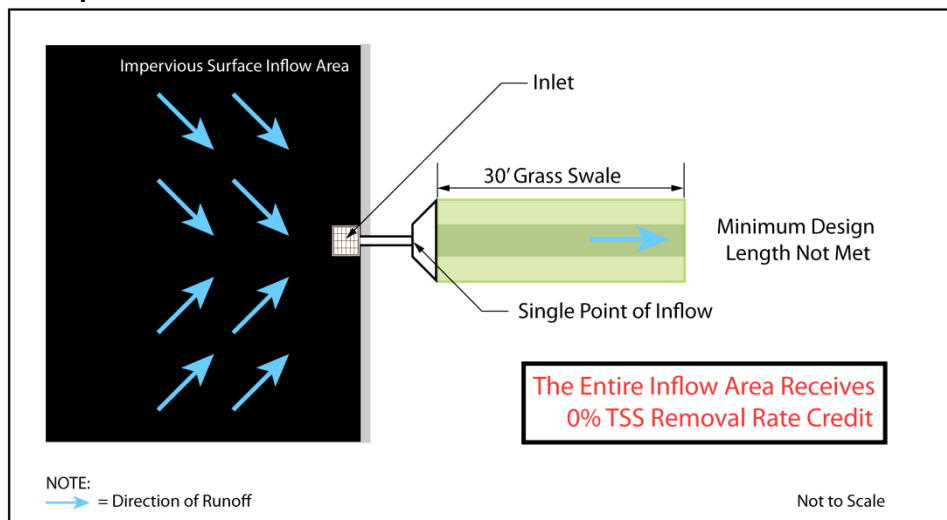 Impervious Surface Inflow Area
Inlet
30' Grass Swale
Minimum Design
Length Not Met
Single Point of Inflow
The Entire Inflow Area Receives
0% TSS Removal Rate Credit
NOTE:
= Direction of Runoff
Not to Scale